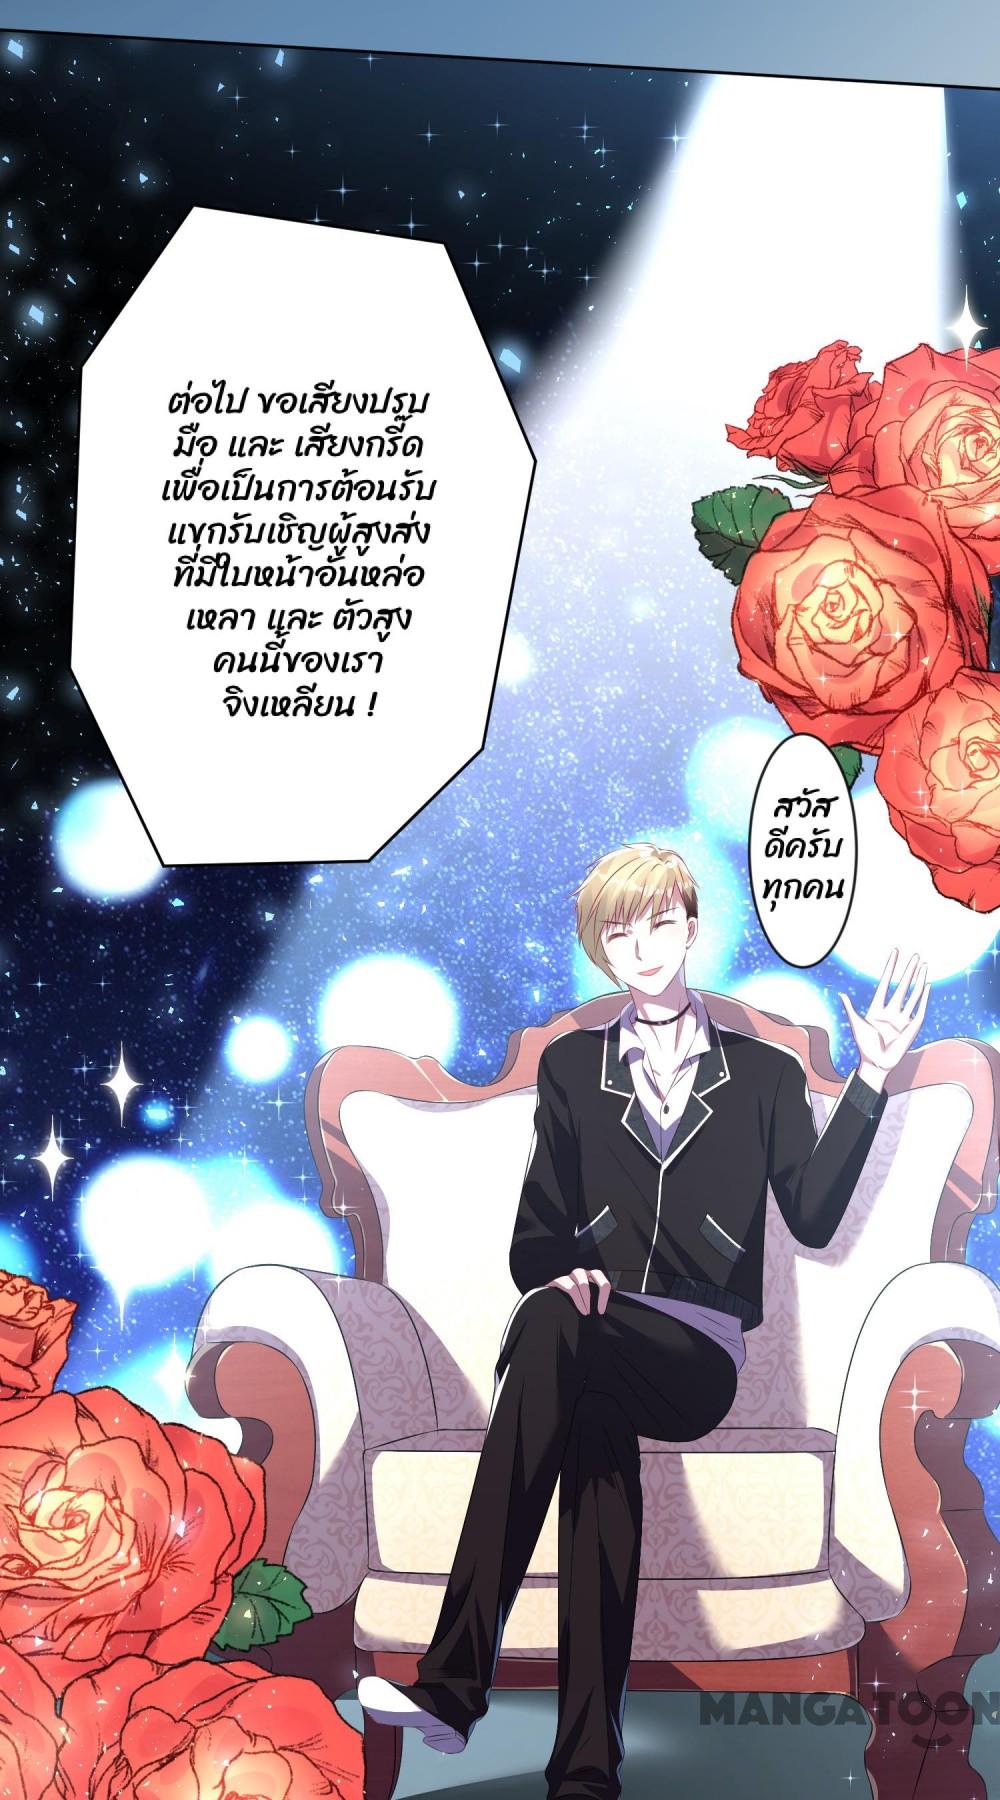 ต่อไป ขอเสียงปรบ
มือ และ เสียงกรี๊ด
เพื่อเป็นการต้อนรับ
แขกรับเชิญผู้สูงส่ง
ที่มีใบหน้าอันหล่อ
เหลา และ ตัวสูง
คนนี้ของเรา
จิงเหลียน !
สวัส
ดีครับ
ทุกคน
MANGATOON